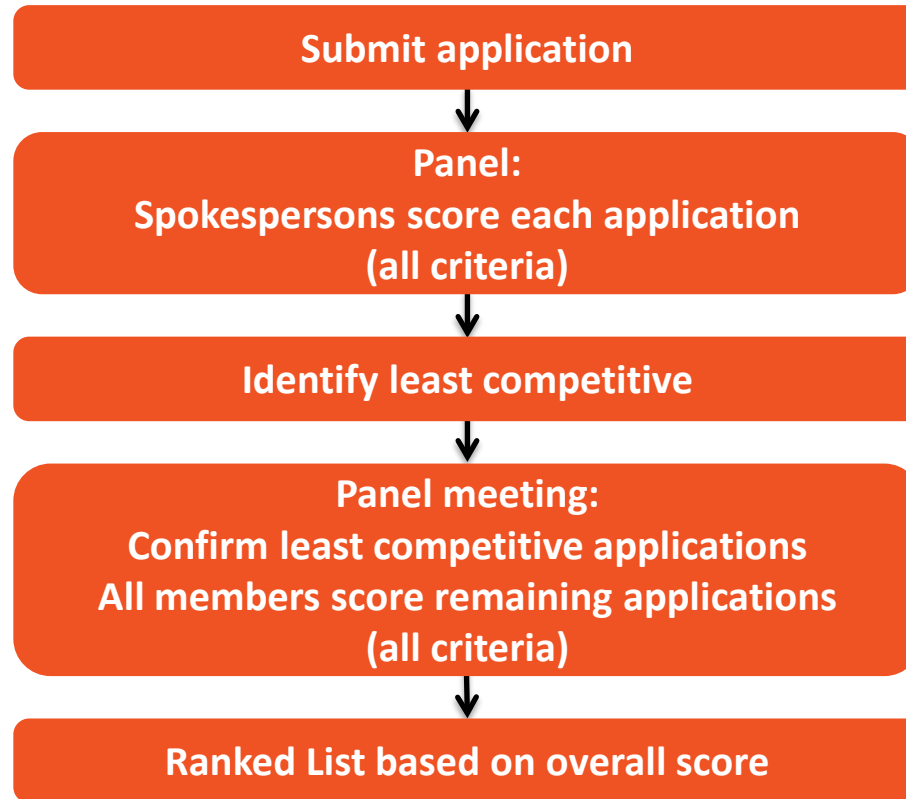 Submit application
Panel:
Spokespersons score each application
(all criteria)
Identify least competitive
Panel meeting:
Confirm least competitive applications
All members score remaining applications
(all criteria)
Ranked List based on overall score